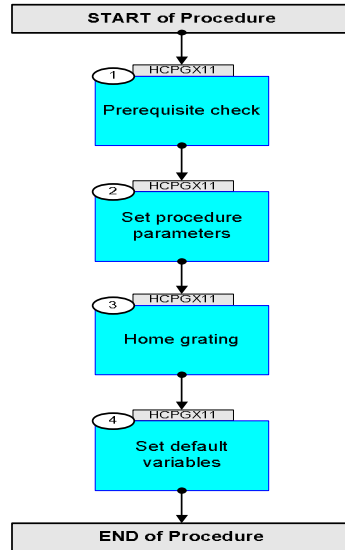 START of Procedure
HCPGX11
1
Prerequisite check
HCPGX11
2
Set procedure
parameters
HCPGX11
3
Home grating
HCPGX11
4
Set default
variables
END of Procedure